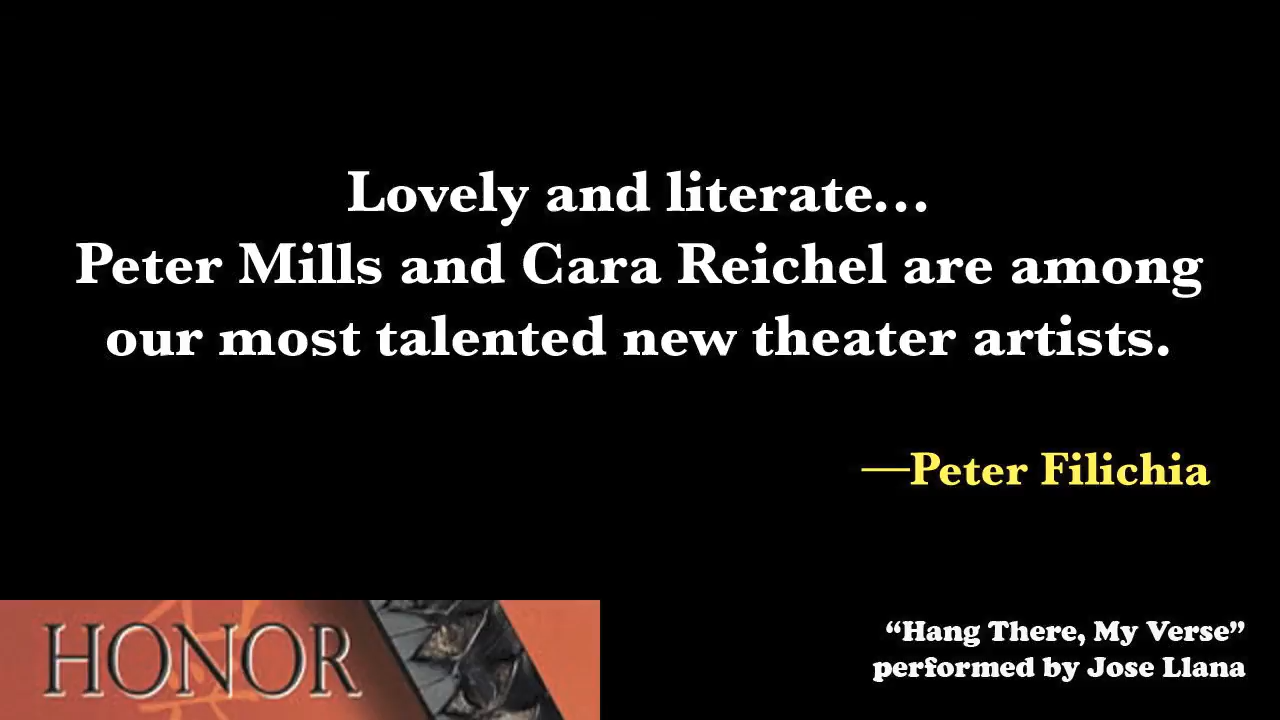 Lovely and literate...
Peter Mills and Cara Reichel are among
our most talented new theater artists.
—Peter Filichia
HONOR
“Hang There, My Verse”
performed by Jose Llana